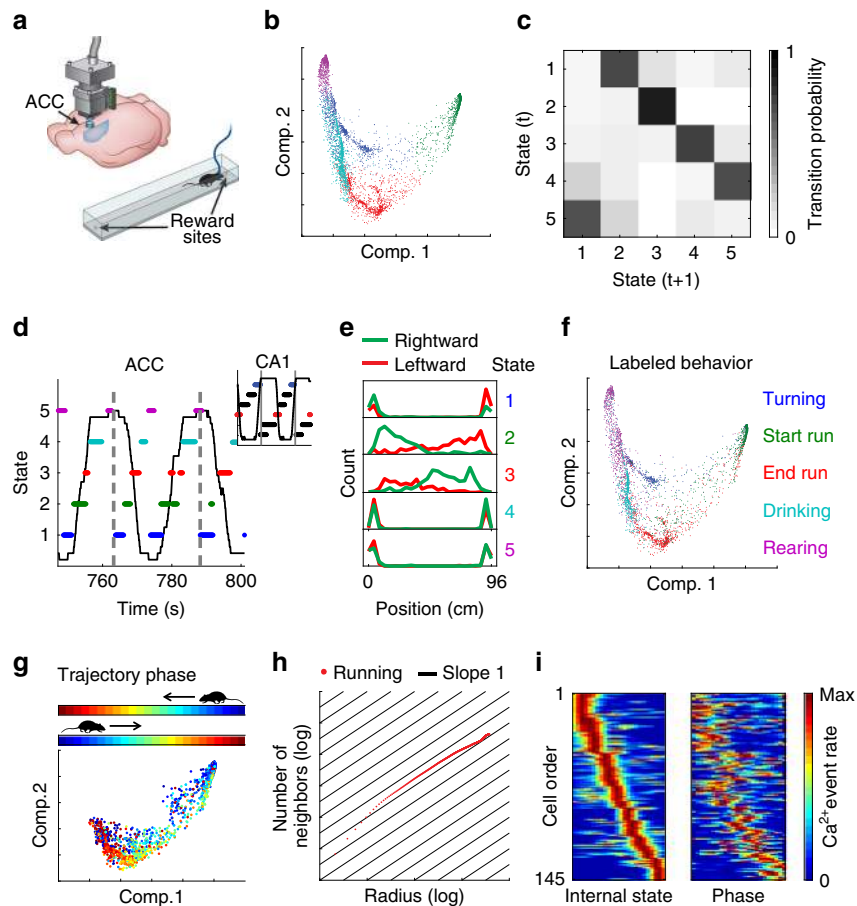 a
ACC
Reward
sites
b
Comp. 2
Comp. 1
c
State (t)
1
2
3
4
5
1 2 3 4 5
State (t+1)
1
0
Transition probability
d
ACC
CA1
State
5
4
3
2
1
760 780 800
Time (s)
e
Rightward
Leftward
State
Count
1
2
3
4
5
0 96
Position (cm)
f
Labeled behavior
Comp. 2
Comp. 1
Turning
Start run
End run
Drinking
Rearing
g
Trajectory phase
Comp.2
Comp.1
h
Running Slope 1
Number of
neighbors (log)
Radius (log)
i
Cell order
1
145
Internal state
Phase
Max
0
Ca2+ event rate